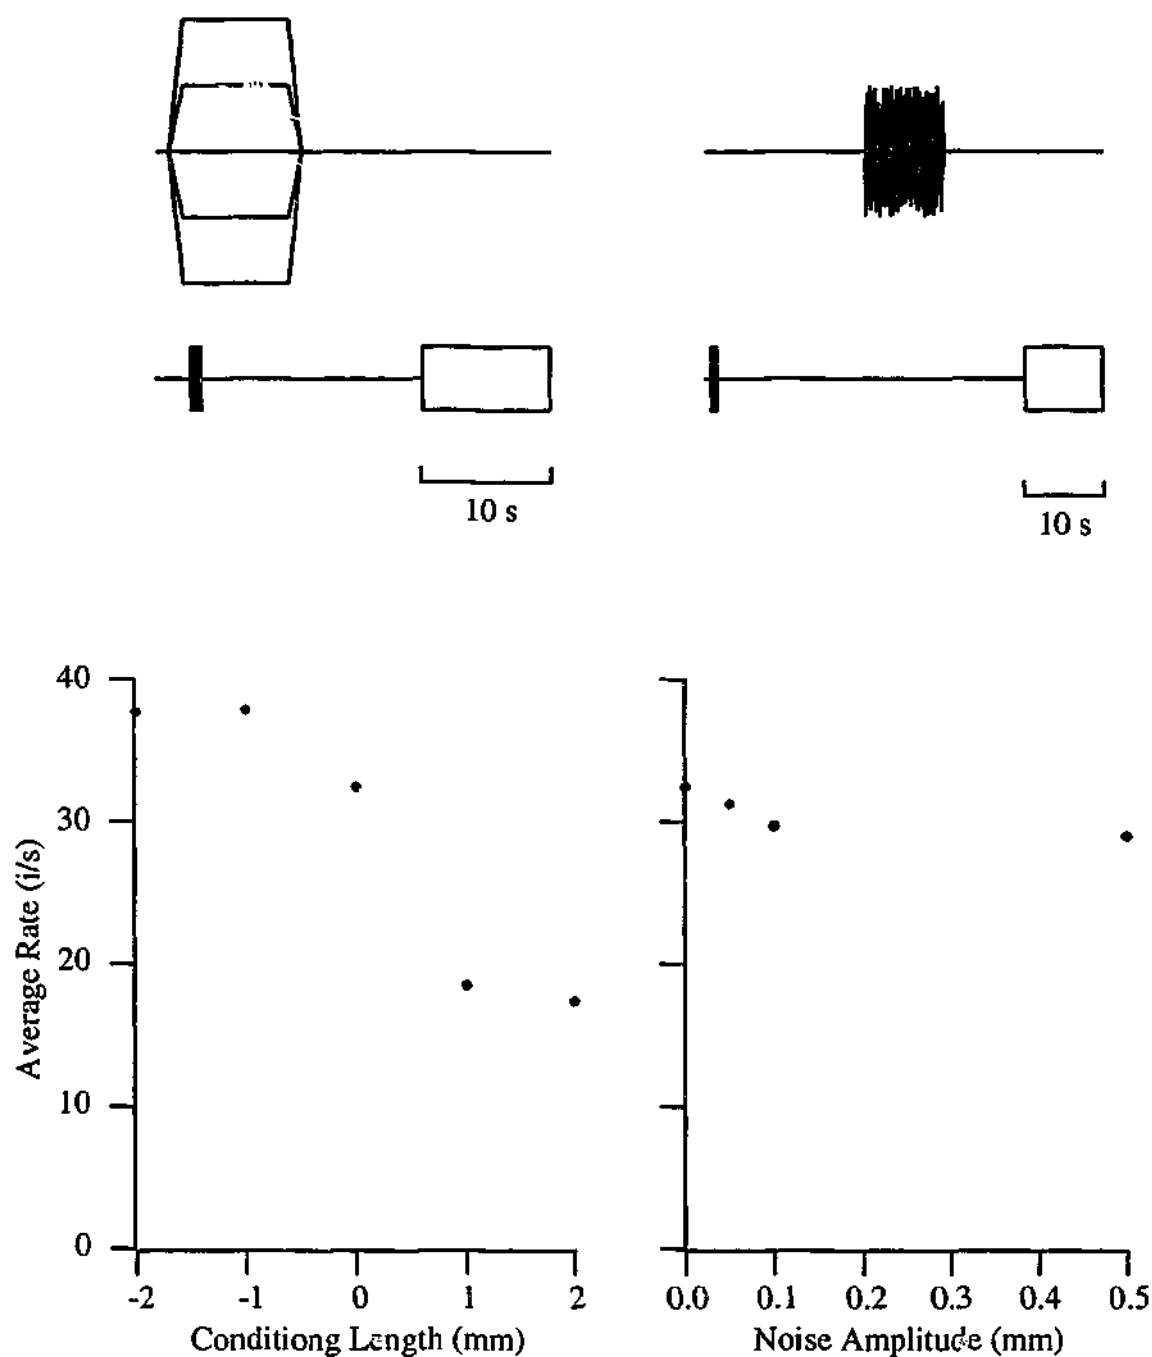 10 s
10 s
40
30
20
10
0
Average Rate (i/s)
-2 -1 0 1 2
Conditiong Length (mm)
0.0 0.1 0.2 0.3 0.4 0.5
Noise Amplitude (mm)